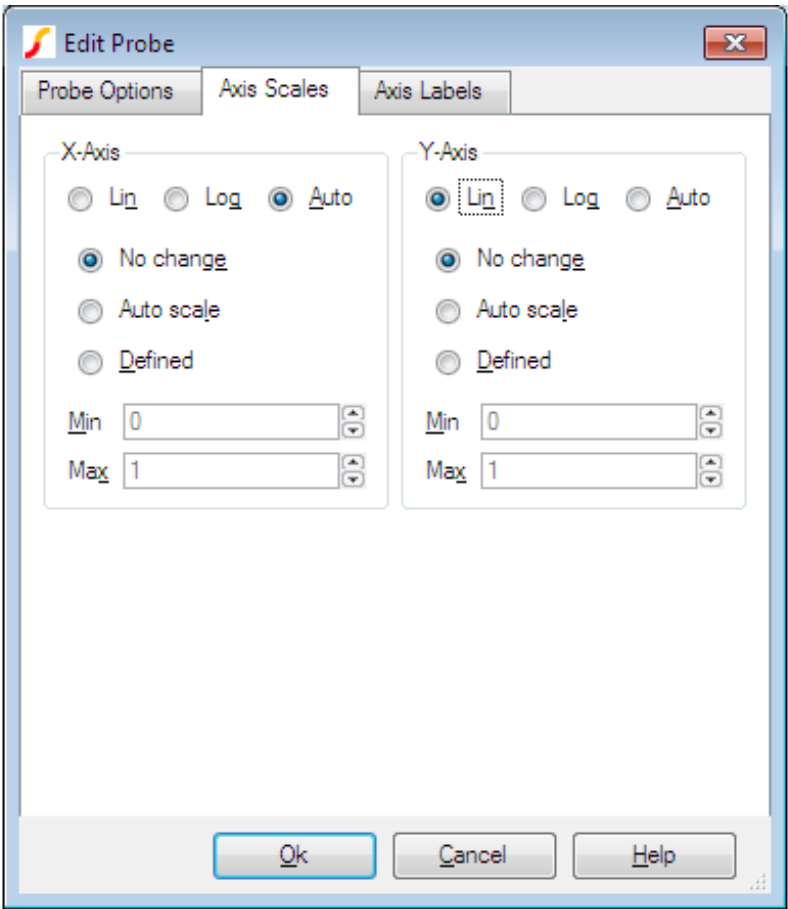 Edit Probe
Probe Options Axis Scales Axis Labels
X-Axis
Lin Log Auto
No change
Auto scale
Defined
Min 0
Max 1
Y-Axis
Lin Log Auto
No change
Auto scale
Defined
Min 0
Max 1
Ok Cancel Help